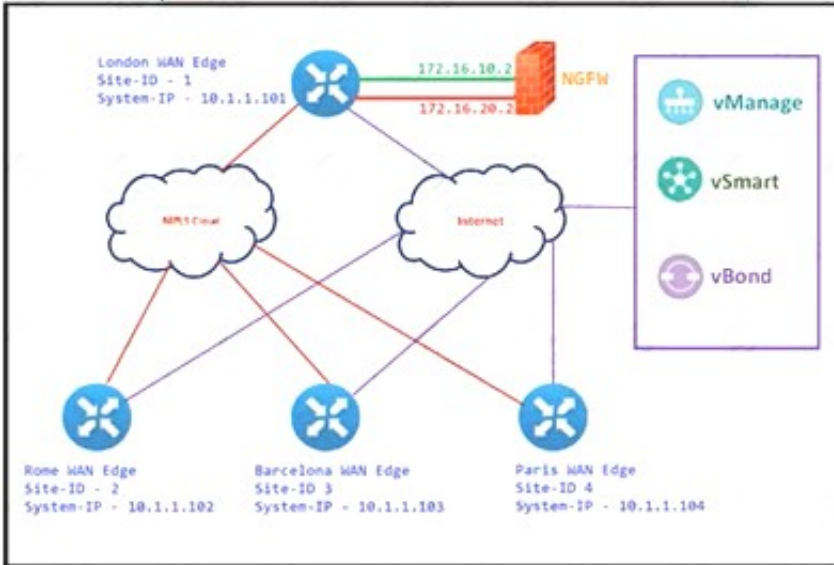 London WAN Edge
Site-ID - 1
System-IP - 10.1.1.101
172.16.10.2
172.16.20.2
NGFW
vManage
vSmart
vBond
MPLS Cloud
Internet
Rome WAN Edge
Site-ID - 2
System-IP - 10.1.1.102
Barcelona WAN Edge
Site-ID 3
System-IP - 10.1.1.103
Paris WAN Edge
Site-ID 4
System-IP - 10.1.1.104